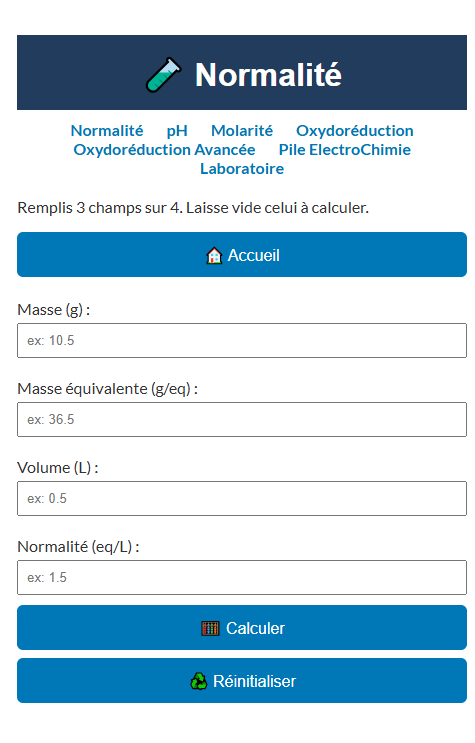 Normalité
Normalité pH Molarité Oxydoréduction
Oxydoréduction Avancée Pile ElectroChimie
Laboratoire
Remplis 3 champs sur 4. Laisse vide celui à calculer.
Accueil
Masse (g) :
ex: 10.5
Masse équivalente (g/eq) :
ex: 36.5
Volume (L) :
ex: 0.5
Normalité (eq/L) :
ex: 1.5
Calculer
Réinitialiser